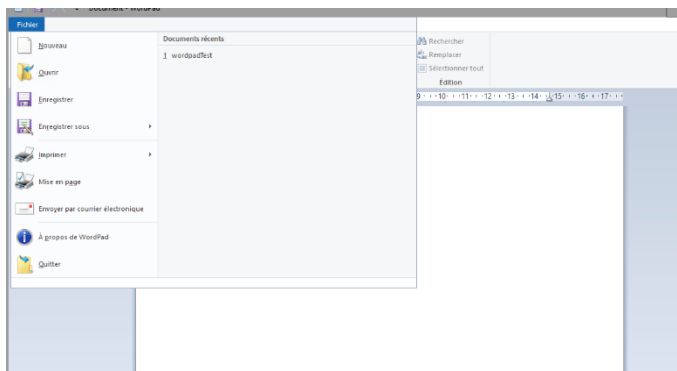 Document - WordPad
Fichier
Nouveau
Ouvrir
Enregistrer
Enregistrer sous
Imprimer
Mise en page
Envoyer par courrier électronique
À propos de WordPad
Quitter
Documents récents
1 wordpadTest
Rechercher
Remplacer
Sélectionner tout
Édition
9 10 11 12 13 14 15 16 17